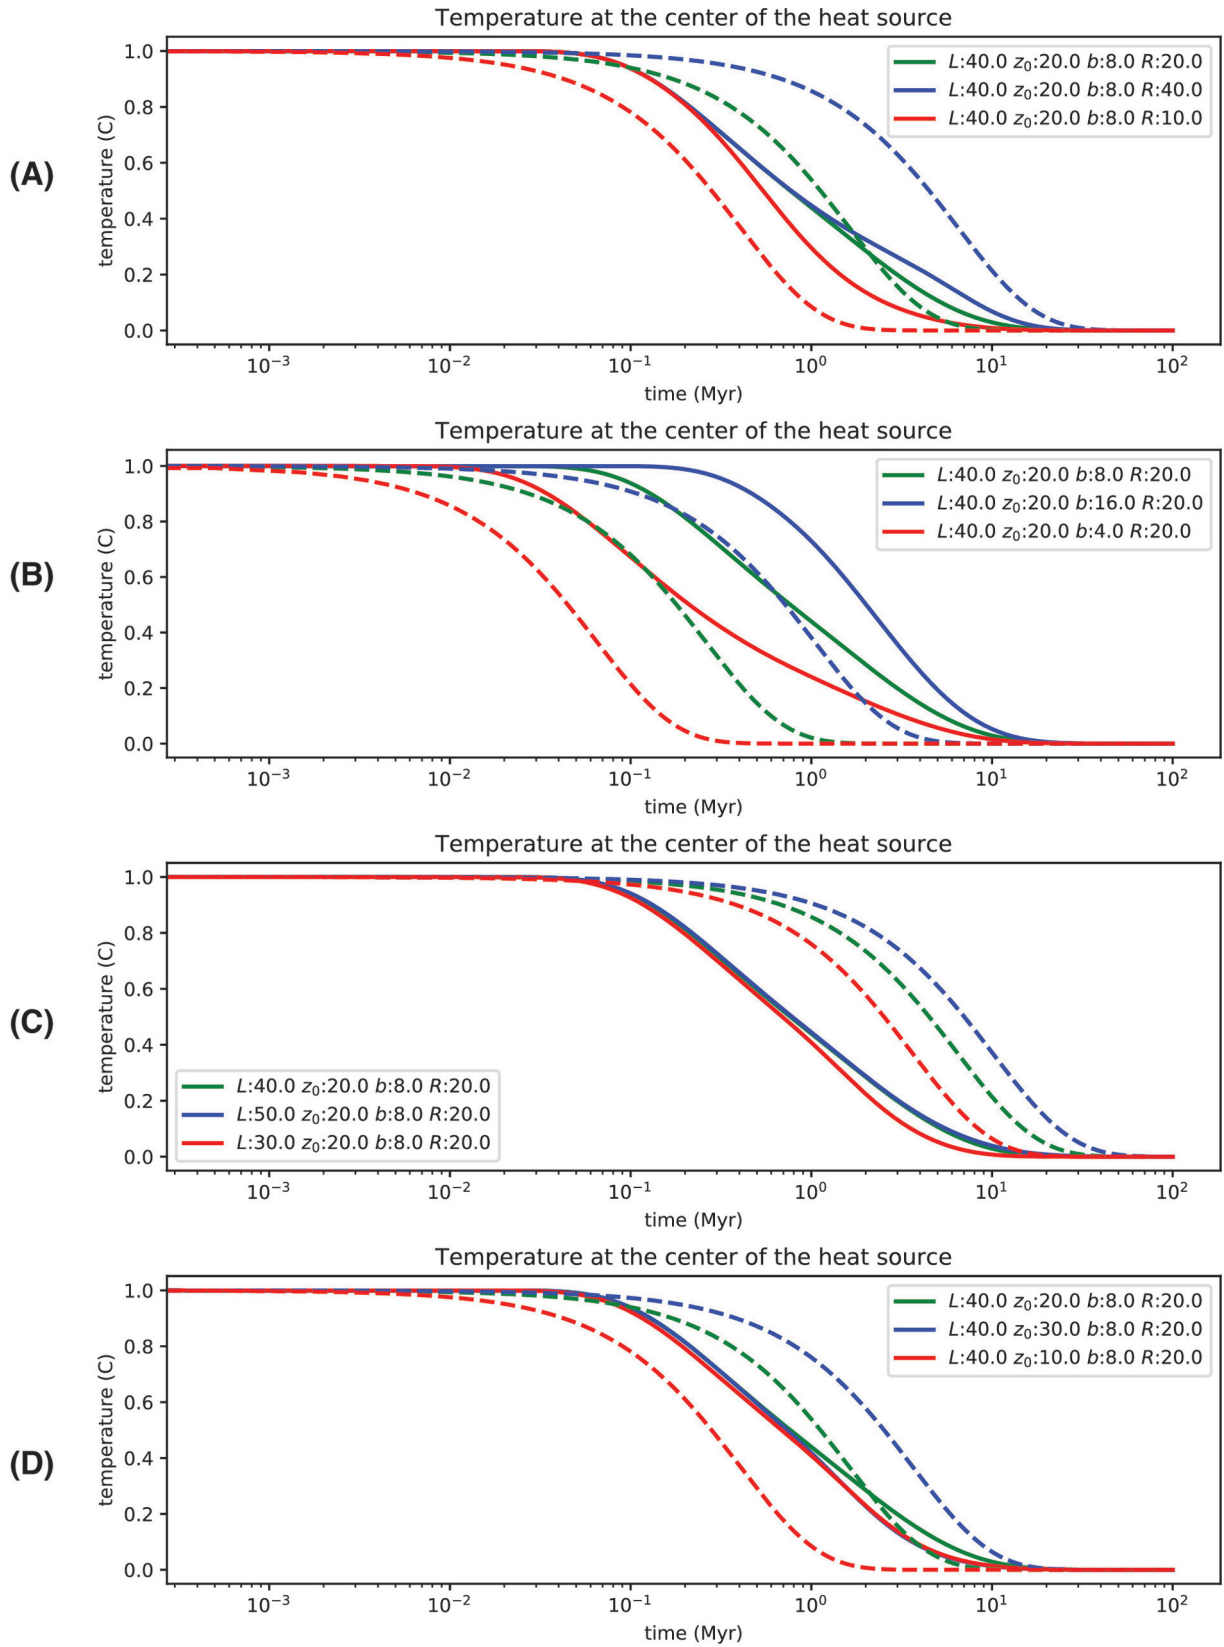 Temperature at the center of the heat source
(A)
temperature (C)
1.0
0.8
0.6
0.4
0.2
0.0
L:40.0 z₀:20.0 b:8.0 R:20.0
L:40.0 z₀:20.0 b:8.0 R:40.0
L:40.0 z₀:20.0 b:8.0 R:10.0
10⁻³ 10⁻² 10⁻¹ 10⁰ 10¹ 10²
time (Myr)
Temperature at the center of the heat source
(B)
temperature (C)
1.0
0.8
0.6
0.4
0.2
0.0
L:40.0 z₀:20.0 b:8.0 R:20.0
L:40.0 z₀:20.0 b:16.0 R:20.0
L:40.0 z₀:20.0 b:4.0 R:20.0
10⁻³ 10⁻² 10⁻¹ 10⁰ 10¹ 10²
time (Myr)
Temperature at the center of the heat source
(C)
temperature (C)
1.0
0.8
0.6
0.4
0.2
0.0
L:40.0 z₀:20.0 b:8.0 R:20.0
L:50.0 z₀:20.0 b:8.0 R:20.0
L:30.0 z₀:20.0 b:8.0 R:20.0
10⁻³ 10⁻² 10⁻¹ 10⁰ 10¹ 10²
time (Myr)
Temperature at the center of the heat source
(D)
temperature (C)
1.0
0.8
0.6
0.4
0.2
0.0
L:40.0 z₀:20.0 b:8.0 R:20.0
L:40.0 z₀:30.0 b:8.0 R:20.0
L:40.0 z₀:10.0 b:8.0 R:20.0
10⁻³ 10⁻² 10⁻¹ 10⁰ 10¹ 10²
time (Myr)